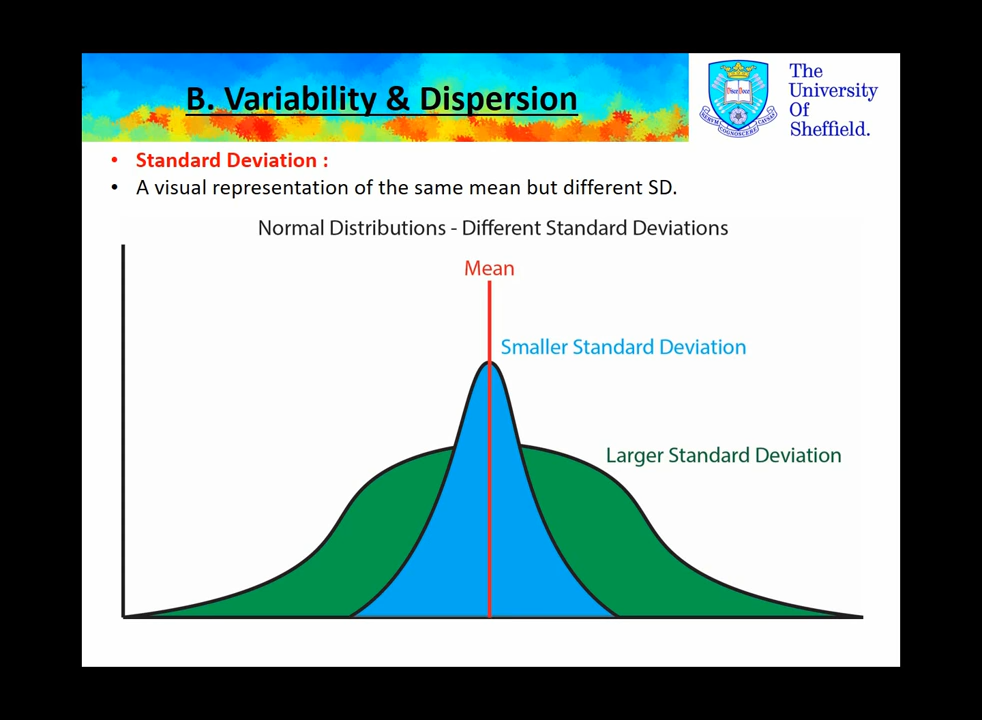 B. Variability & Dispersion
The
University
Of
Sheffield.
• Standard Deviation :
• A visual representation of the same mean but different SD.
Normal Distributions - Different Standard Deviations
Mean
Smaller Standard Deviation
Larger Standard Deviation